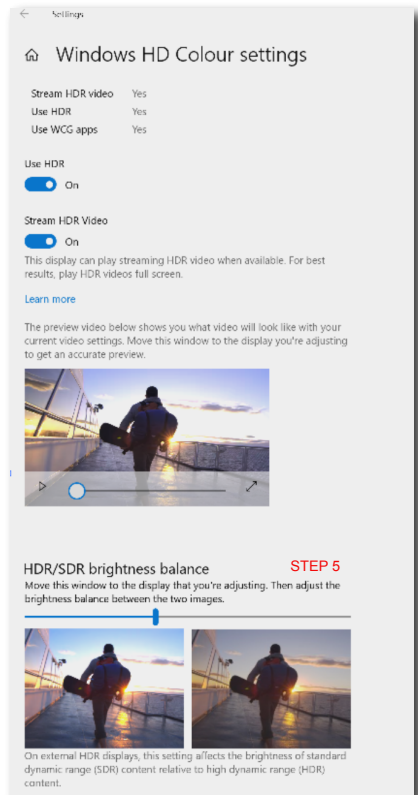 Settings
Windows HD Colour settings
Stream HDR video Yes
Use HDR Yes
Use WCG apps Yes
Use HDR
On
Stream HDR Video
On
This display can play streaming HDR video when available. For best
results, play HDR videos full screen.
Learn more
The preview video below shows you what video will look like with your
current video settings. Move this window to the display you're adjusting
to get an accurate preview.
HDR/SDR brightness balance STEP 5
Move this window to the display that you're adjusting. Then adjust the
brightness balance between the two images.
On external HDR displays, this setting affects the brightness of standard
dynamic range (SDR) content relative to high dynamic range (HDR)
content.